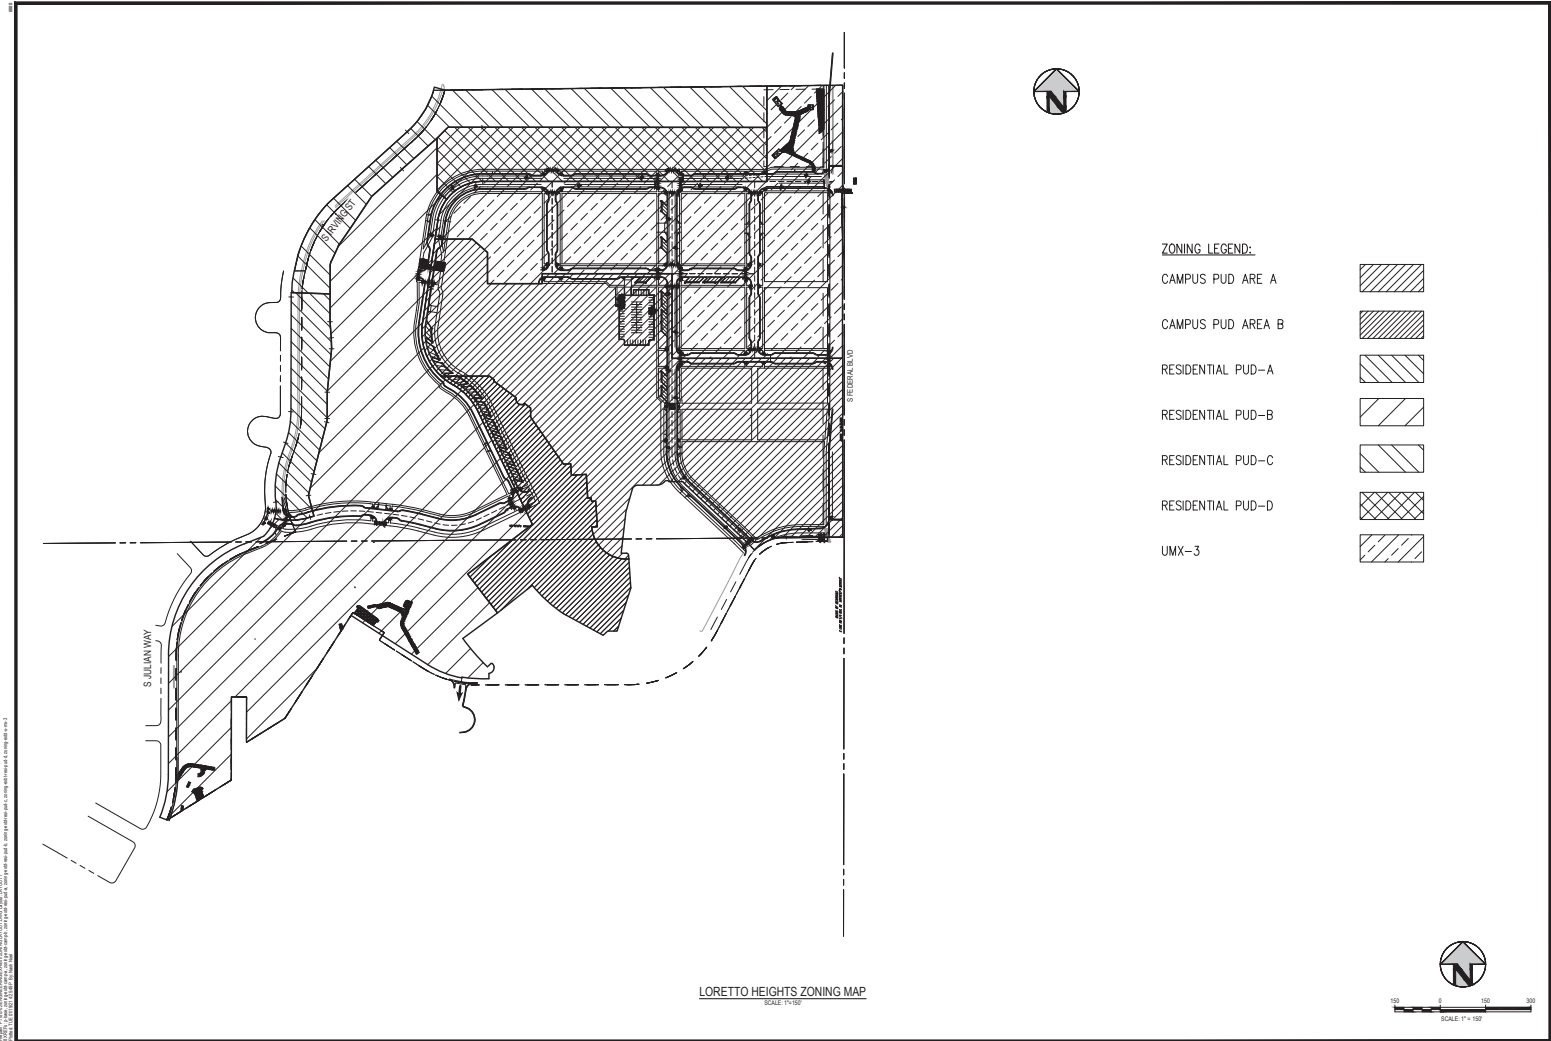 N
S IRVING ST
ZONING LEGEND:
CAMPUS PUD ARE A
CAMPUS PUD AREA B
RESIDENTIAL PUD-A
RESIDENTIAL PUD-B
RESIDENTIAL PUD-C
RESIDENTIAL PUD-D
UMX-3
S FEDERAL BLVD
S JULIAN WAY
LORETTO HEIGHTS ZONING MAP
SCALE: 1"=150'
N
150 0 150 300
SCALE: 1" = 150'